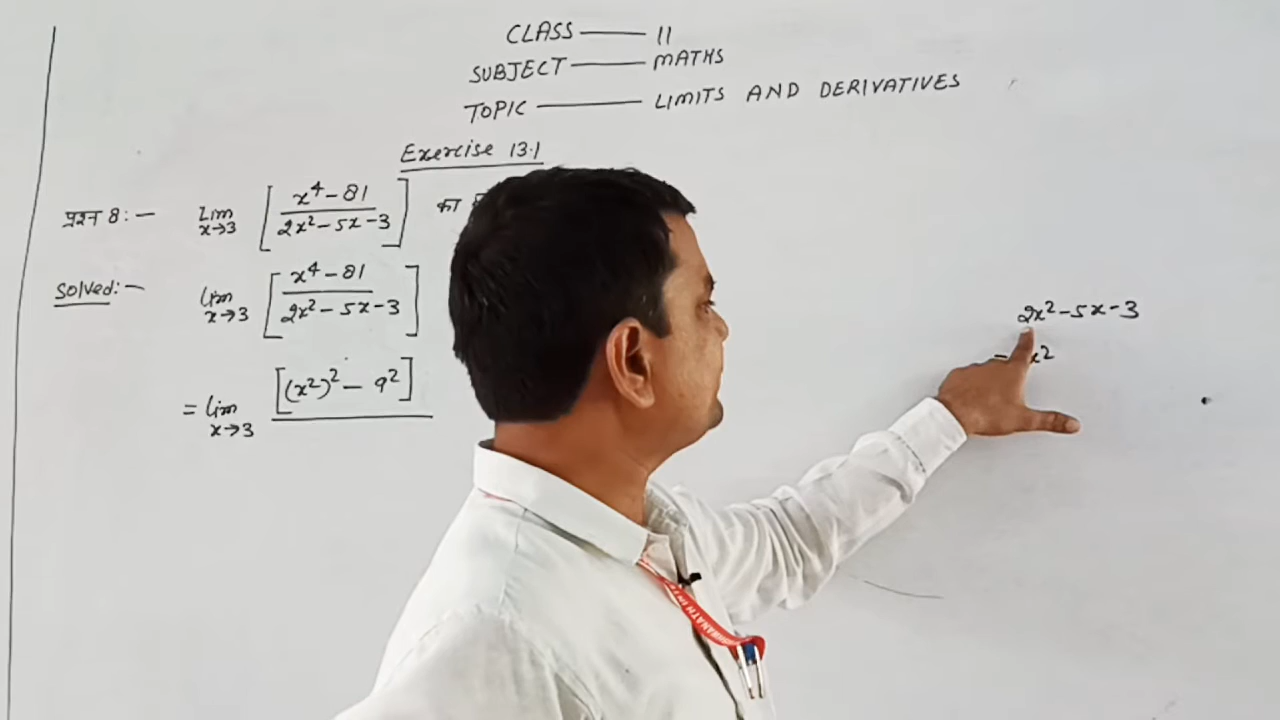 CLASS —— 11
SUBJECT —— MATHS
TOPIC —— LIMITS AND DERIVATIVES
Exercise 13.1
प्रश्न 8:— lim x→3 [x⁴ – 81 / 2x² – 5x – 3] का
Solved:— lim x→3 [x⁴ – 81 / 2x² – 5x – 3]
= lim x→3 [(x²)² – 9²]
2x² – 5x – 3